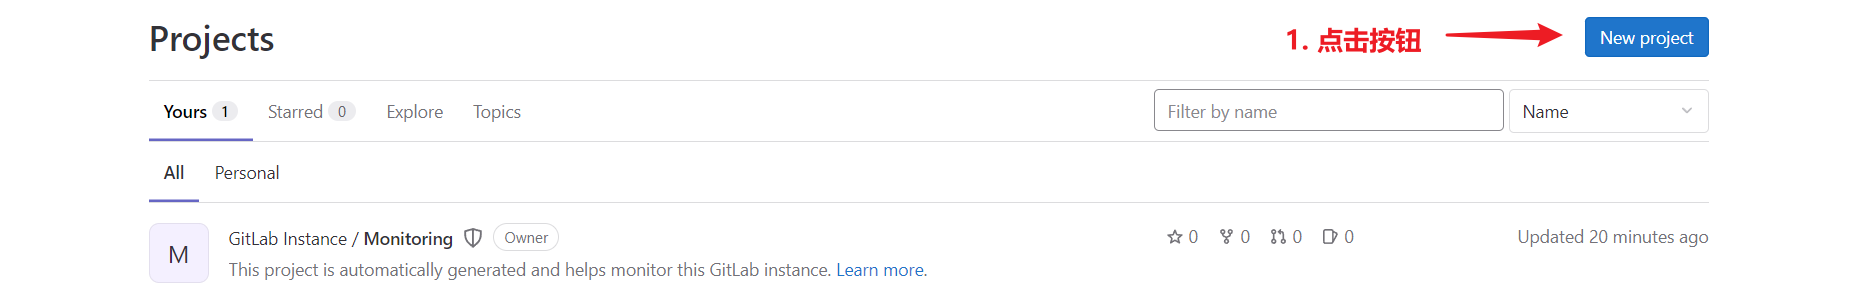 Projects
1. 点击按钮
New project
Yours 1 Starred 0 Explore Topics
Filter by name
Name
All Personal
M
GitLab Instance / Monitoring Owner
0 0 0 0
Updated 20 minutes ago
This project is automatically generated and helps monitor this GitLab instance. Learn more.